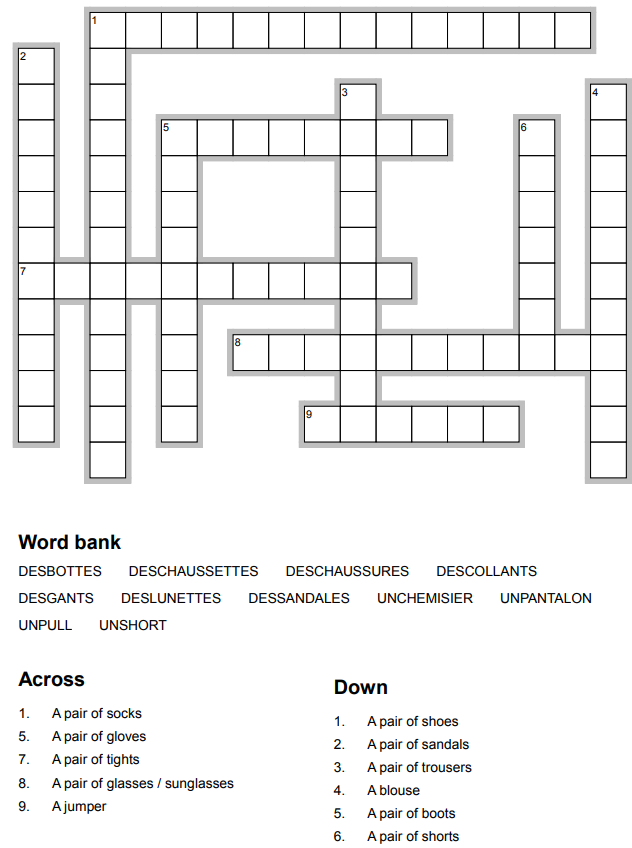 1
2
3
4
5
6
7
8
9
Word bank
DESBOTTES DESCHAUSSETTES DESCHAUSSURES DESCOLLANTS
DESGANTS DESLUNETTES DESSANDALES UNCHEMISIER UNPANTALON
UNPULL UNSHORT
Across
1. A pair of socks
5. A pair of gloves
7. A pair of tights
8. A pair of glasses / sunglasses
9. A jumper
Down
1. A pair of shoes
2. A pair of sandals
3. A pair of trousers
4. A blouse
5. A pair of boots
6. A pair of shorts